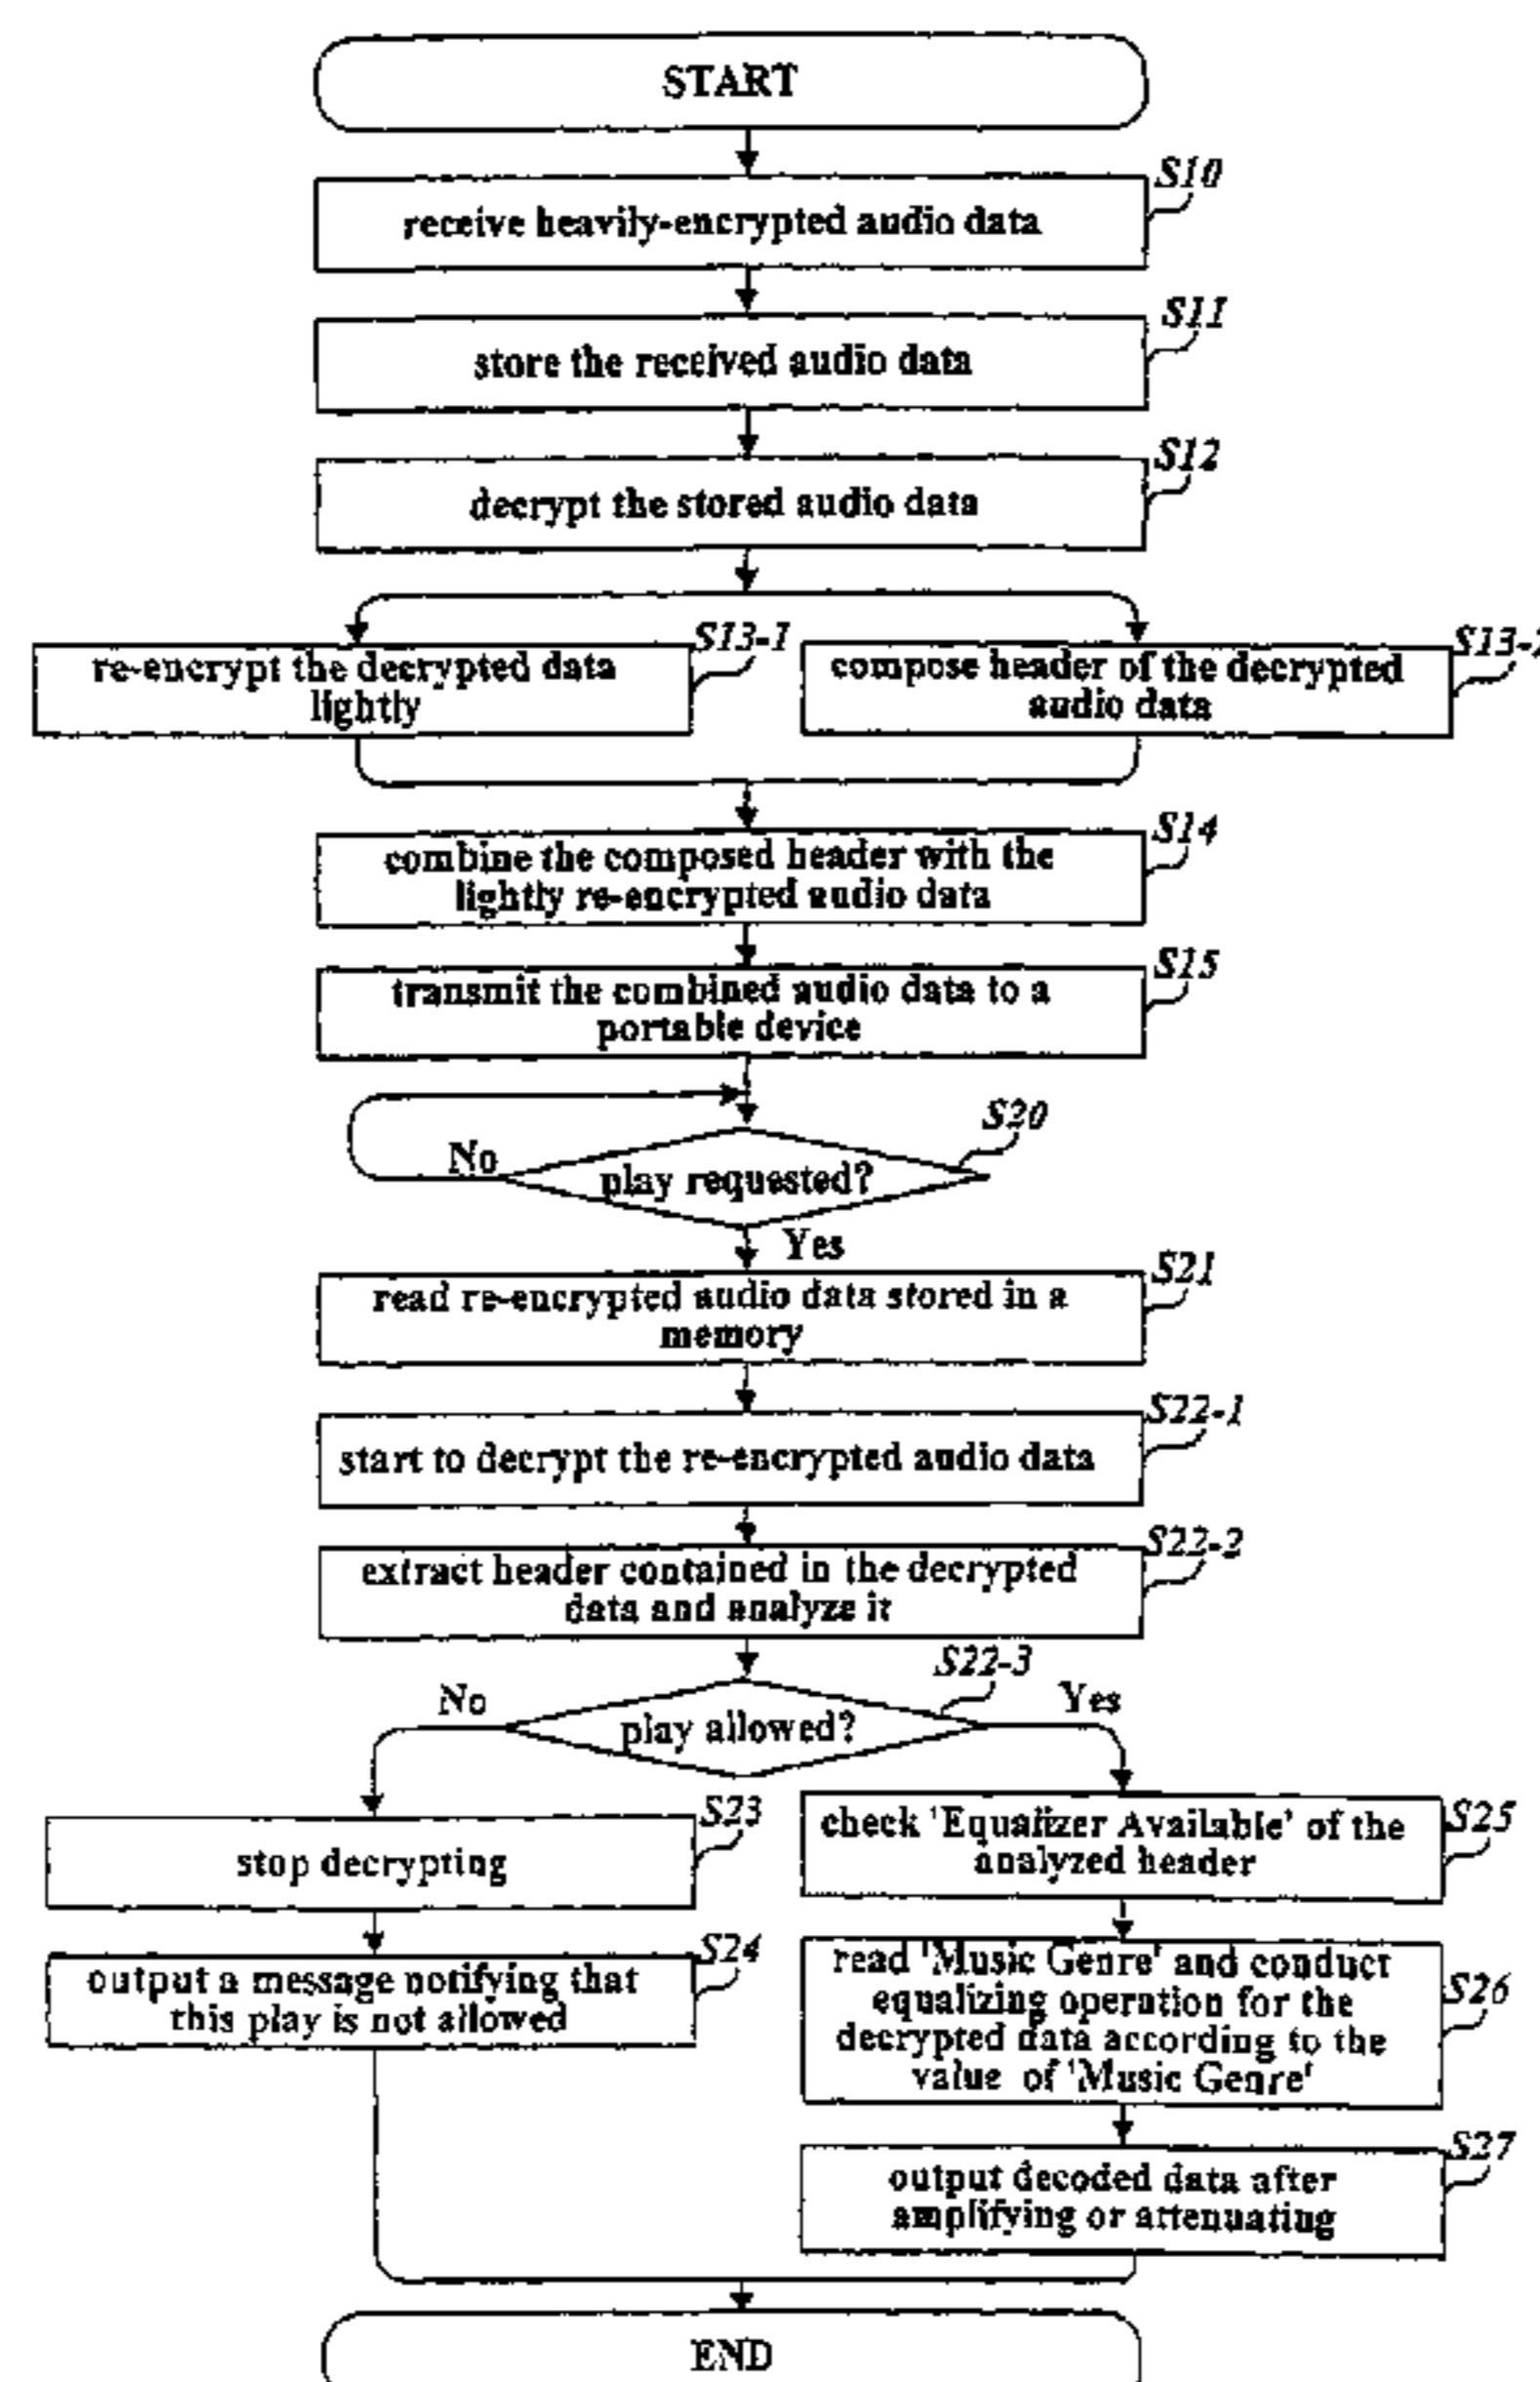 START
S10
receive heavily-encrypted audio data
S11
store the received audio data
S12
decrypt the stored audio data
S13-1
re-encrypt the decrypted data
lightly
S13-2
compose header of the decrypted
audio data
S14
combine the composed header with the
lightly re-encrypted audio data
S15
transmit the combined audio data to a
portable device
S20
No
play requested?
Yes
S21
read re-encrypted audio data stored in a
memory
S22-1
start to decrypt the re-encrypted audio data
S22-2
extract header contained in the decrypted
data and analyze it
S22-3
No
play allowed?
Yes
S23
stop decrypting
S24
output a message notifying that
this play is not allowed
S25
check 'Equalizer Available' of the
analyzed header
S26
read 'Music Genre' and conduct
equalizing operation for the
decrypted data according to the
value of 'Music Genre'
S27
output decoded data after
amplifying or attenuating
END